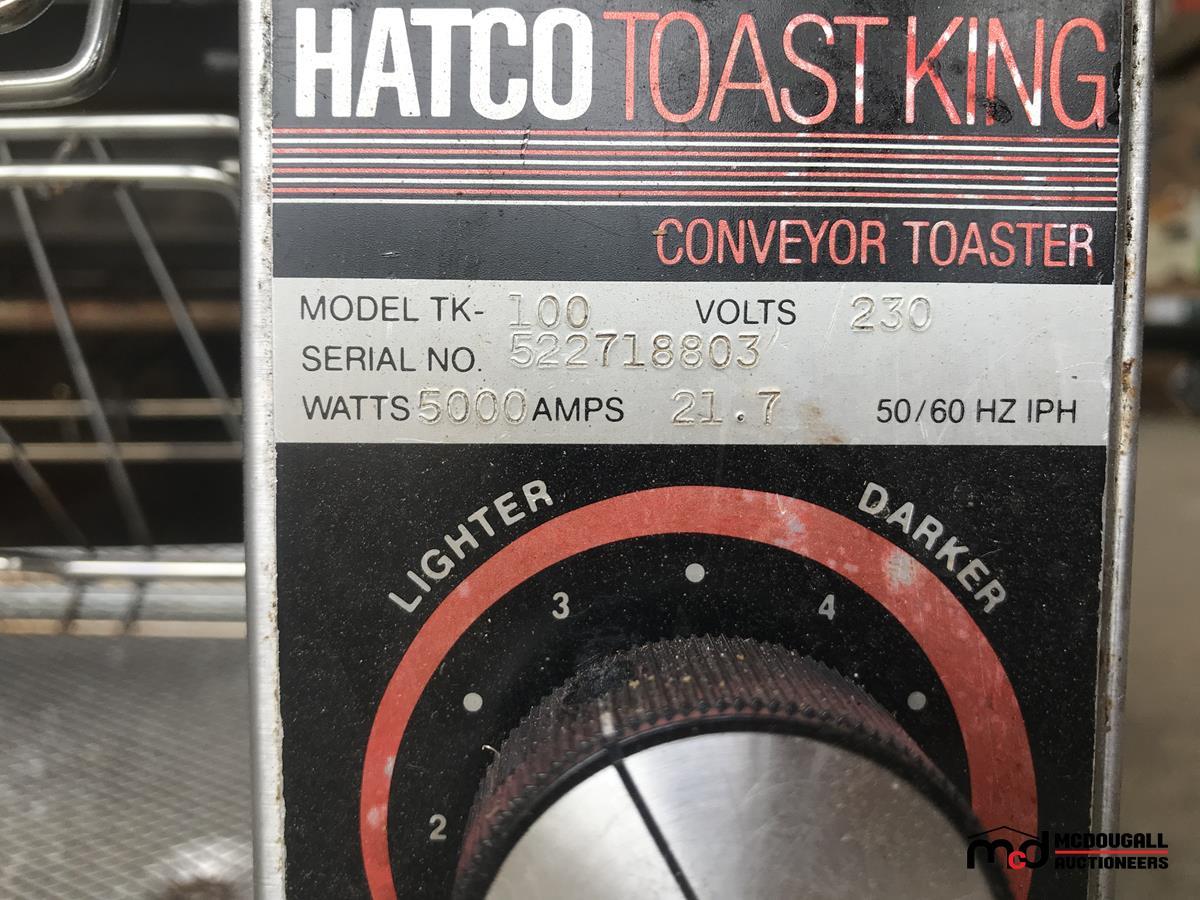 HATCO TOAST KING
CONVEYOR TOASTER
MODEL TK- 100 VOLTS 230
SERIAL NO. 522718803
WATTS 5000 AMPS 21.7 50/60 HZ IPH
LIGHTER DARKER
3 4
2
mcd MCDOUGALL
AUCTIONEERS